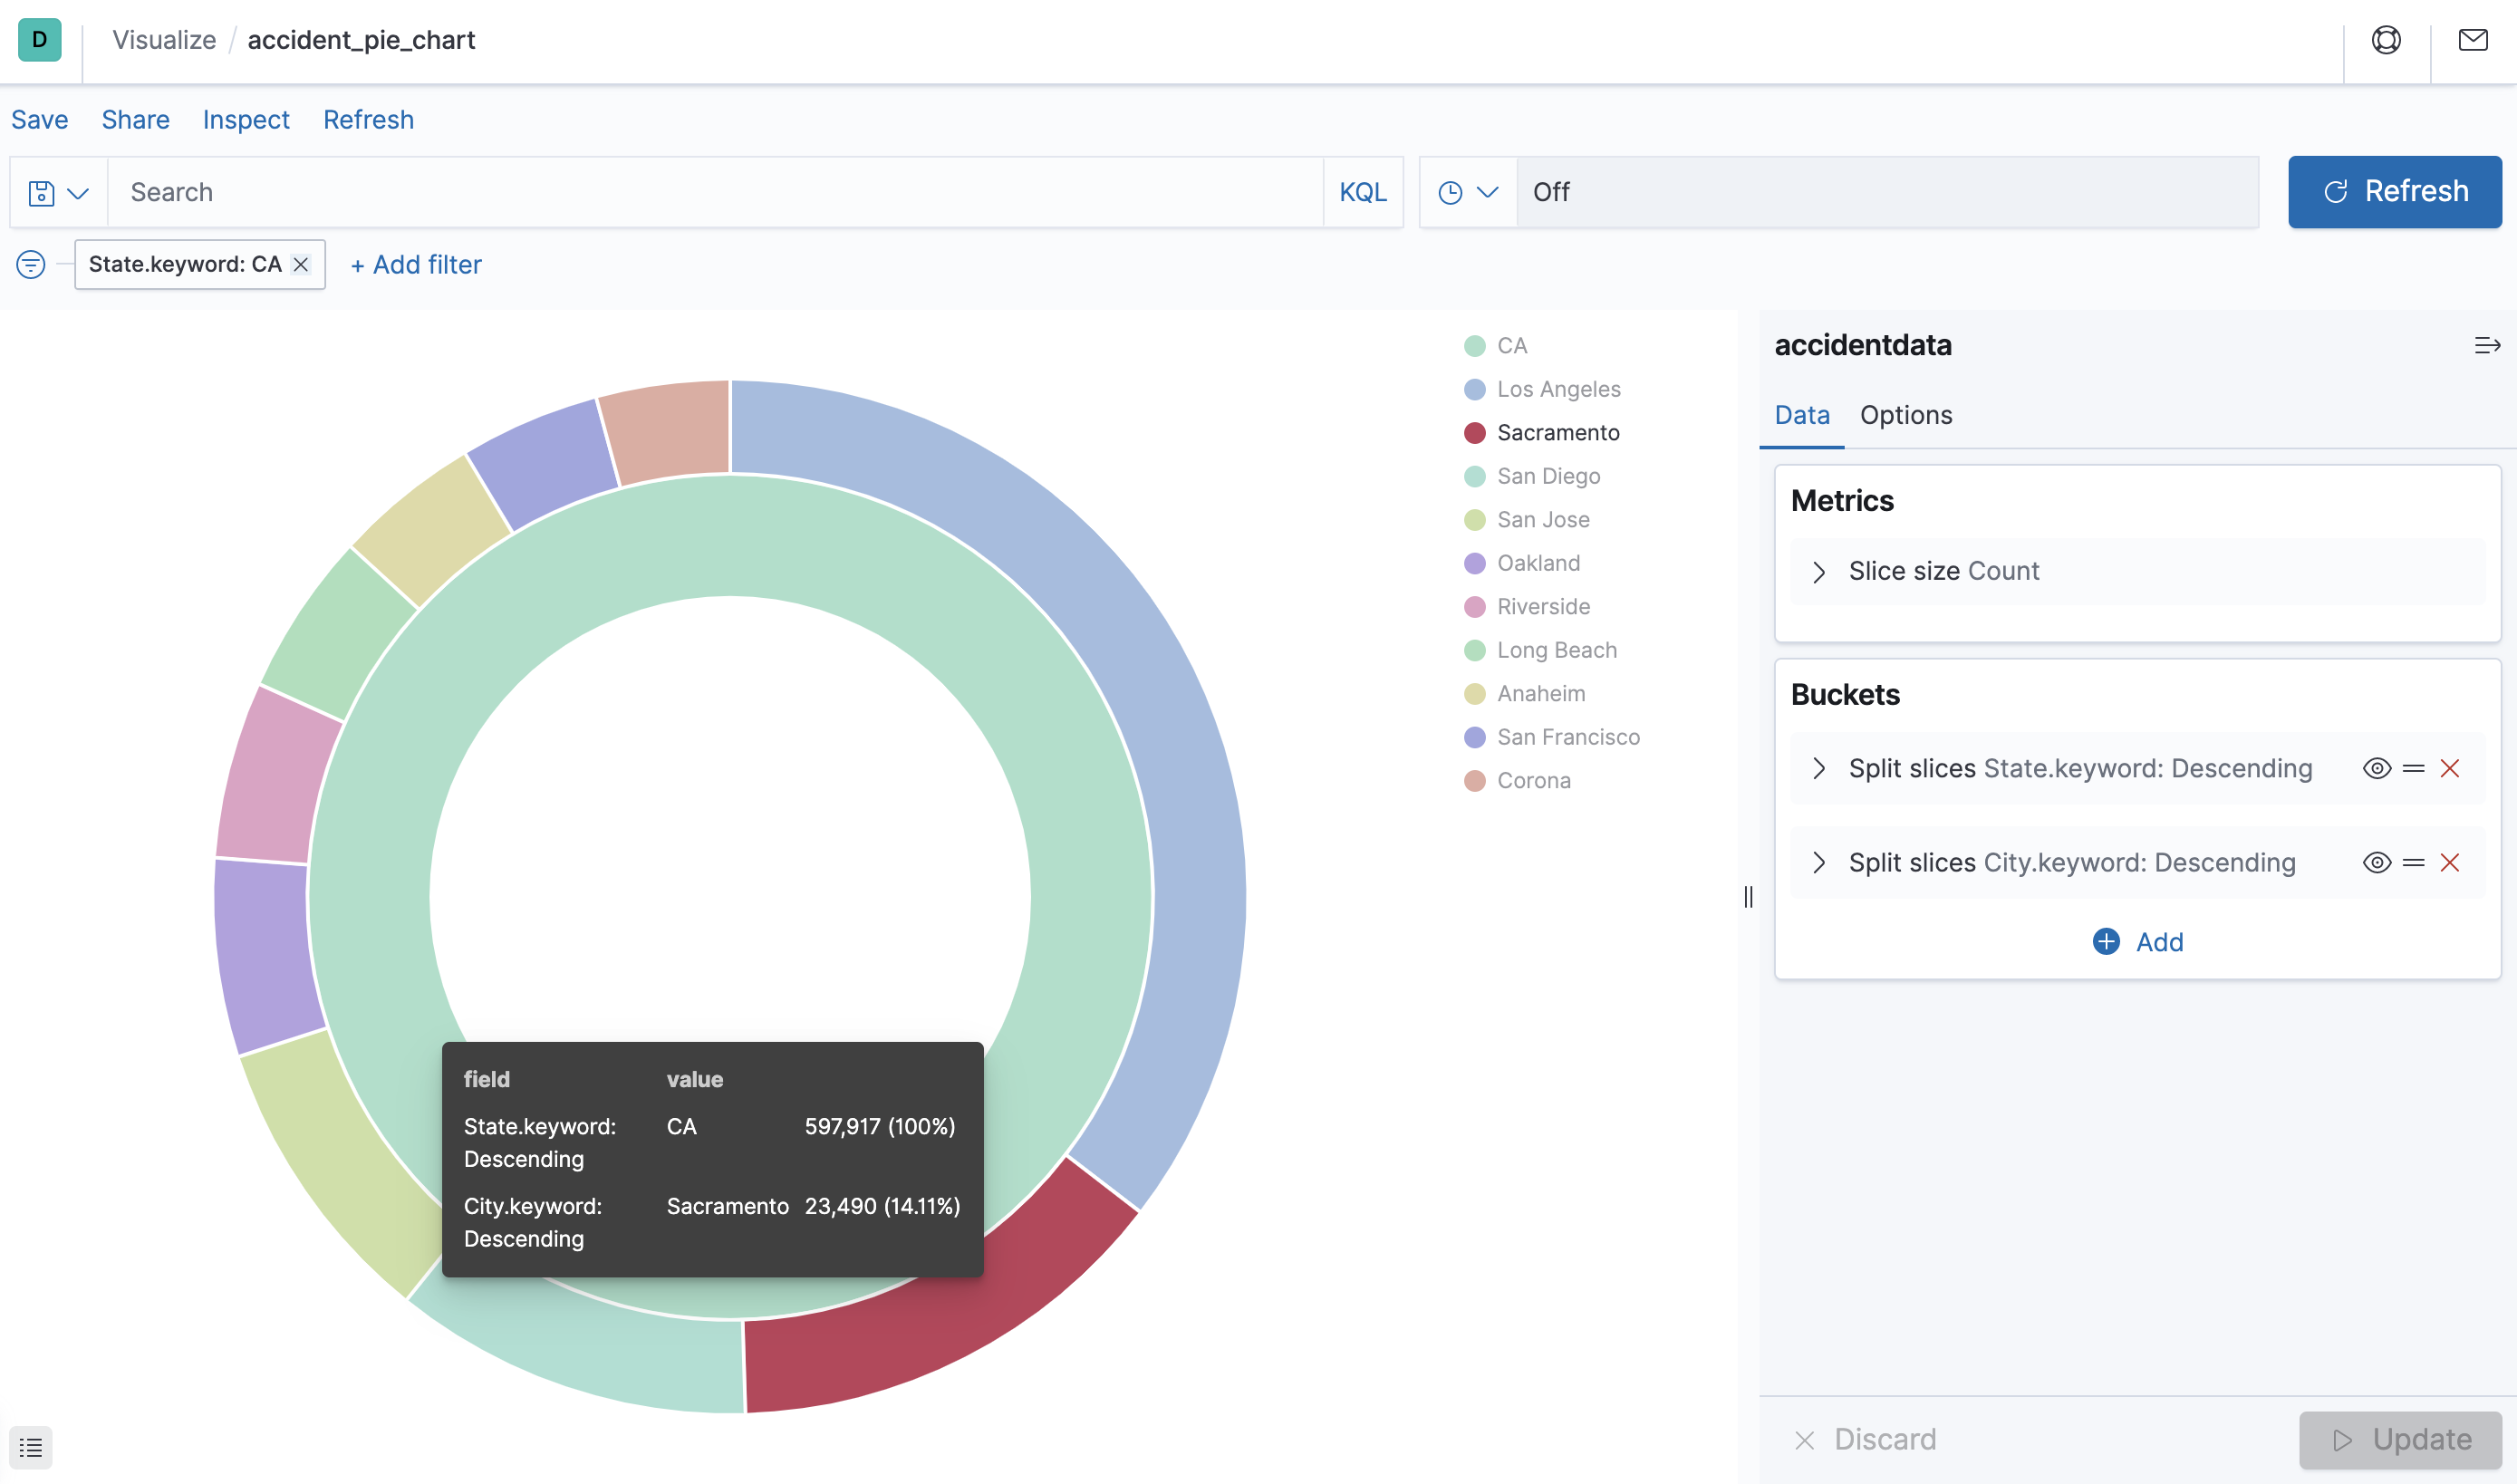 D
Visualize / accident_pie_chart
Save Share Inspect Refresh
Search KQL Off Refresh
State.keyword: CA + Add filter
CA
Los Angeles
Sacramento
San Diego
San Jose
Oakland
Riverside
Long Beach
Anaheim
San Francisco
Corona
field value
State.keyword: CA 597,917 (100%)
Descending
City.keyword: Sacramento 23,490 (14.11%)
Descending
accidentdata
Data Options
Metrics
Slice size Count
Buckets
Split slices State.keyword: Descending
Split slices City.keyword: Descending
Add
Discard Update